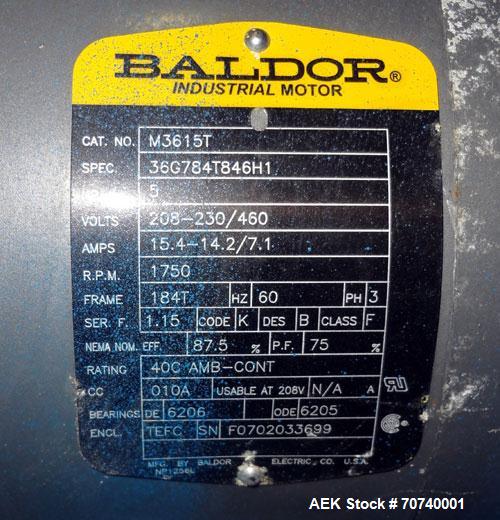 BALDOR®
INDUSTRIAL MOTOR
CAT. NO. M3615T
SPEC. 36G784T846H1
5
VOLTS 208-230/460
AMPS 15.4-14.2/7.1
R.P.M. 1750
FRAME 184T HZ 60 PH 3
SER. F. 1.15 CODE K DES B CLASS F
NEMA NOM. EFF. 87.5 % P.F. 75 %
RATING 40C AMB-CONT
CC 010A USABLE AT 208V N/A A
BEARINGS DE 6206 ODE 6205
ENCL. TEFC SN F0702033699
MFG. BY BALDOR ELECTRIC, CO. U.S.A.
NP1256L
AEK Stock # 70740001